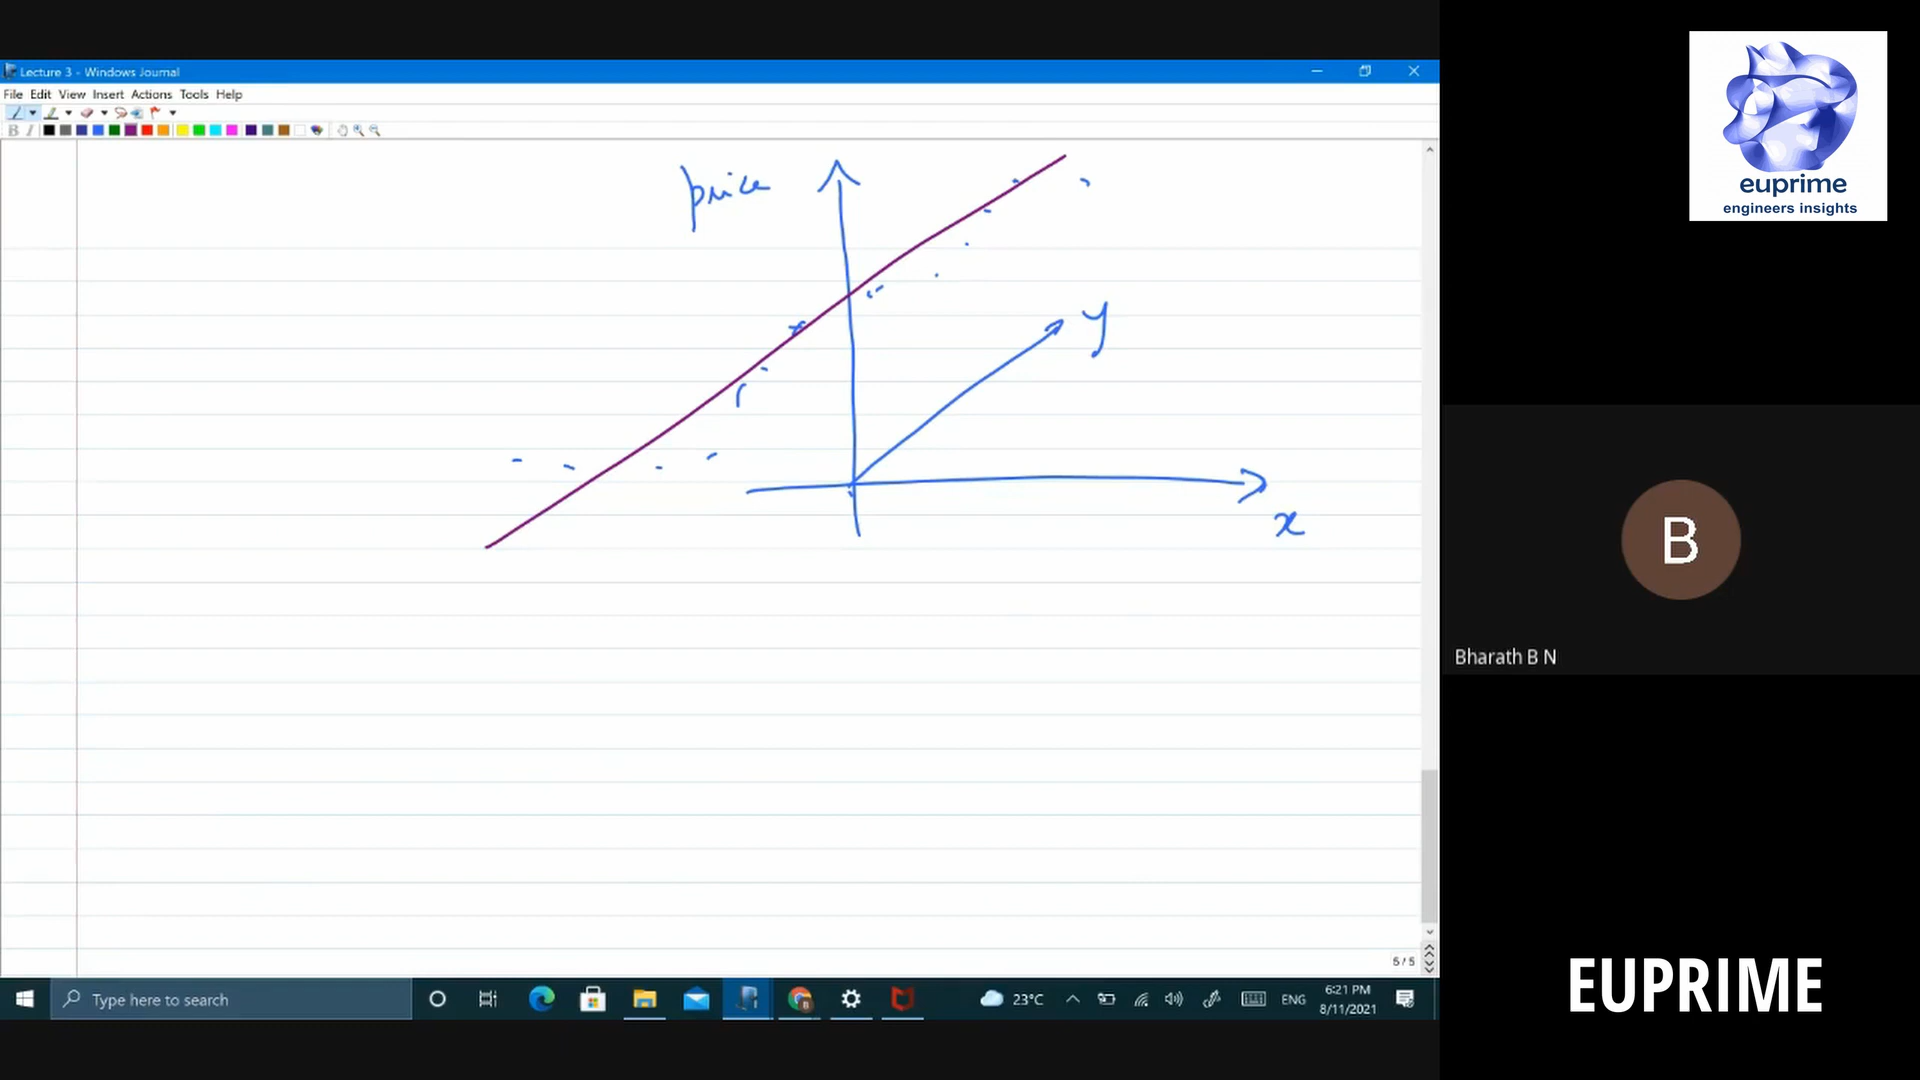 Lecture 3 - Windows Journal
File Edit View Insert Actions Tools Help
B I
price
y
x
5 / 5
Type here to search
23°C
ENG
6:21 PM
8/11/2021
euprime
engineers insights
B
Bharath B N
EUPRIME